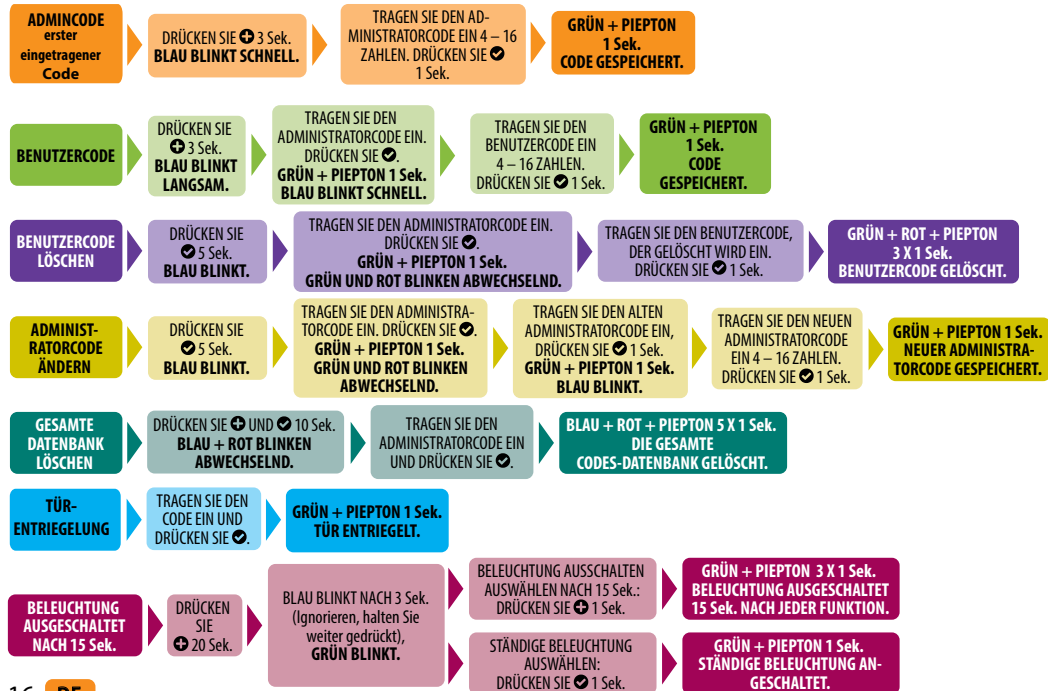 ADMINCODE
erster
eingetragener
Code
DRÜCKEN SIE ➕ 3 Sek.
BLAU BLINKT SCHNELL.
TRAGEN SIE DEN AD-
MINISTRATORCODE EIN 4 – 16
ZAHLEN. DRÜCKEN SIE ✔
1 Sek.
GRÜN + PIEPTON
1 Sek.
CODE GESPEICHERT.
BENUTZERCODE
DRÜCKEN SIE
➕ 3 Sek.
BLAU BLINKT
LANGSAM.
TRAGEN SIE DEN
ADMINISTRATORCODE EIN.
DRÜCKEN SIE ✔.
GRÜN + PIEPTON 1 Sek.
BLAU BLINKT SCHNELL.
TRAGEN SIE DEN
BENUTZERCODE EIN
4 – 16 ZAHLEN.
DRÜCKEN SIE ✔ 1 Sek.
GRÜN + PIEPTON
1 Sek.
CODE
GESPEICHERT.
BENUTZERCODE
LÖSCHEN
DRÜCKEN SIE
✔ 5 Sek.
BLAU BLINKT.
TRAGEN SIE DEN ADMINISTRATORCODE EIN.
DRÜCKEN SIE ✔.
GRÜN + PIEPTON 1 Sek.
GRÜN UND ROT BLINKEN ABWECHSELND.
TRAGEN SIE DEN BENUTZERCODE,
DER GELÖSCHT WIRD EIN.
DRÜCKEN SIE ✔ 1 Sek.
GRÜN + ROT + PIEPTON
3 X 1 Sek.
BENUTZERCODE GELÖSCHT.
ADMINIST-
RATORCODE
ÄNDERN
DRÜCKEN SIE
✔ 5 Sek.
BLAU BLINKT.
TRAGEN SIE DEN ADMINISTRA-
TORCODE EIN. DRÜCKEN SIE ✔.
GRÜN + PIEPTON 1 Sek.
GRÜN UND ROT BLINKEN
ABWECHSELND.
TRAGEN SIE DEN ALTEN
ADMINISTRATORCODE EIN,
DRÜCKEN SIE ✔ 1 Sek.
GRÜN + PIEPTON 1 Sek.
BLAU BLINKT.
TRAGEN SIE DEN NEUEN
ADMINISTRATORCODE
EIN 4 – 16 ZAHLEN.
DRÜCKEN SIE ✔ 1 Sek.
GRÜN + PIEPTON 1 Sek.
NEUER ADMINISTRA-
TORCODE GESPEICHERT.
GESAMTE
DATENBANK
LÖSCHEN
DRÜCKEN SIE ➕ UND ✔ 10 Sek.
BLAU + ROT BLINKEN
ABWECHSELND.
TRAGEN SIE DEN
ADMINISTRATORCODE EIN
UND DRÜCKEN SIE ✔.
BLAU + ROT + PIEPTON 5 X 1 Sek.
DIE GESAMTE
CODES-DATENBANK GELÖSCHT.
TÜR-
ENTRIEGELUNG
TRAGEN SIE DEN
CODE EIN UND
DRÜCKEN SIE ✔.
GRÜN + PIEPTON 1 Sek.
TÜR ENTRIEGELT.
BELEUCHTUNG
AUSGESCHALTET
NACH 15 Sek.
DRÜCKEN
SIE
➕ 20 Sek.
BLAU BLINKT NACH 3 Sek.
(Ignorieren, halten Sie
weiter gedrückt),
GRÜN BLINKT.
BELEUCHTUNG AUSSCHALTEN
AUSWÄHLEN NACH 15 Sek.:
DRÜCKEN SIE ➕ 1 Sek.
GRÜN + PIEPTON 3 X 1 Sek.
BELEUCHTUNG AUSGESCHALTET
15 Sek. NACH JEDER FUNKTION.
STÄNDIGE BELEUCHTUNG
AUSWÄHLEN:
DRÜCKEN SIE ✔ 1 Sek.
GRÜN + PIEPTON 1 Sek.
STÄNDIGE BELEUCHTUNG AN-
GESCHALTET.
16 DE